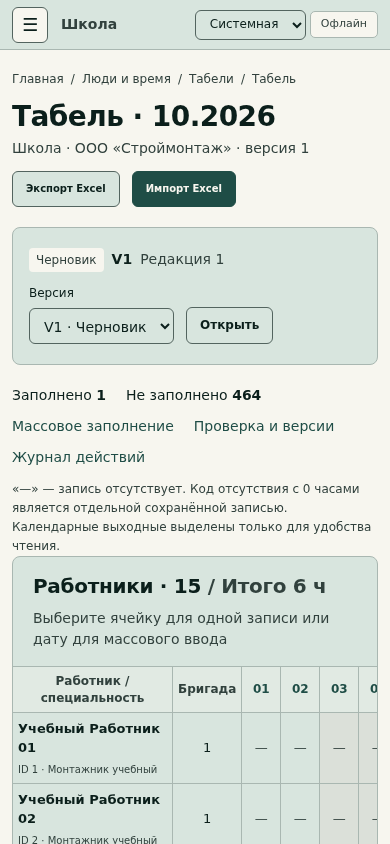 ☰ Школа Системная Офлайн
Главная / Люди и время / Табели / Табель
Табель · 10.2026
Школа · ООО «Строймонтаж» · версия 1
Экспорт Excel Импорт Excel
Черновик V1 Редакция 1
Версия
V1 · Черновик Открыть
Заполнено 1 Не заполнено 464
Массовое заполнение Проверка и версии
Журнал действий
«—» — запись отсутствует. Код отсутствия с 0 часами
является отдельной сохранённой записью.
Календарные выходные выделены только для удобства
чтения.
Работники · 15 / Итого 6 ч
Выберите ячейку для одной записи или
дату для массового ввода
Работник /
специальность Бригада 01 02 03
Учебный Работник
01 1 — — —
ID 1 · Монтажник учебный
Учебный Работник
02 1 — — —
ID 2 · Монтажник учебный